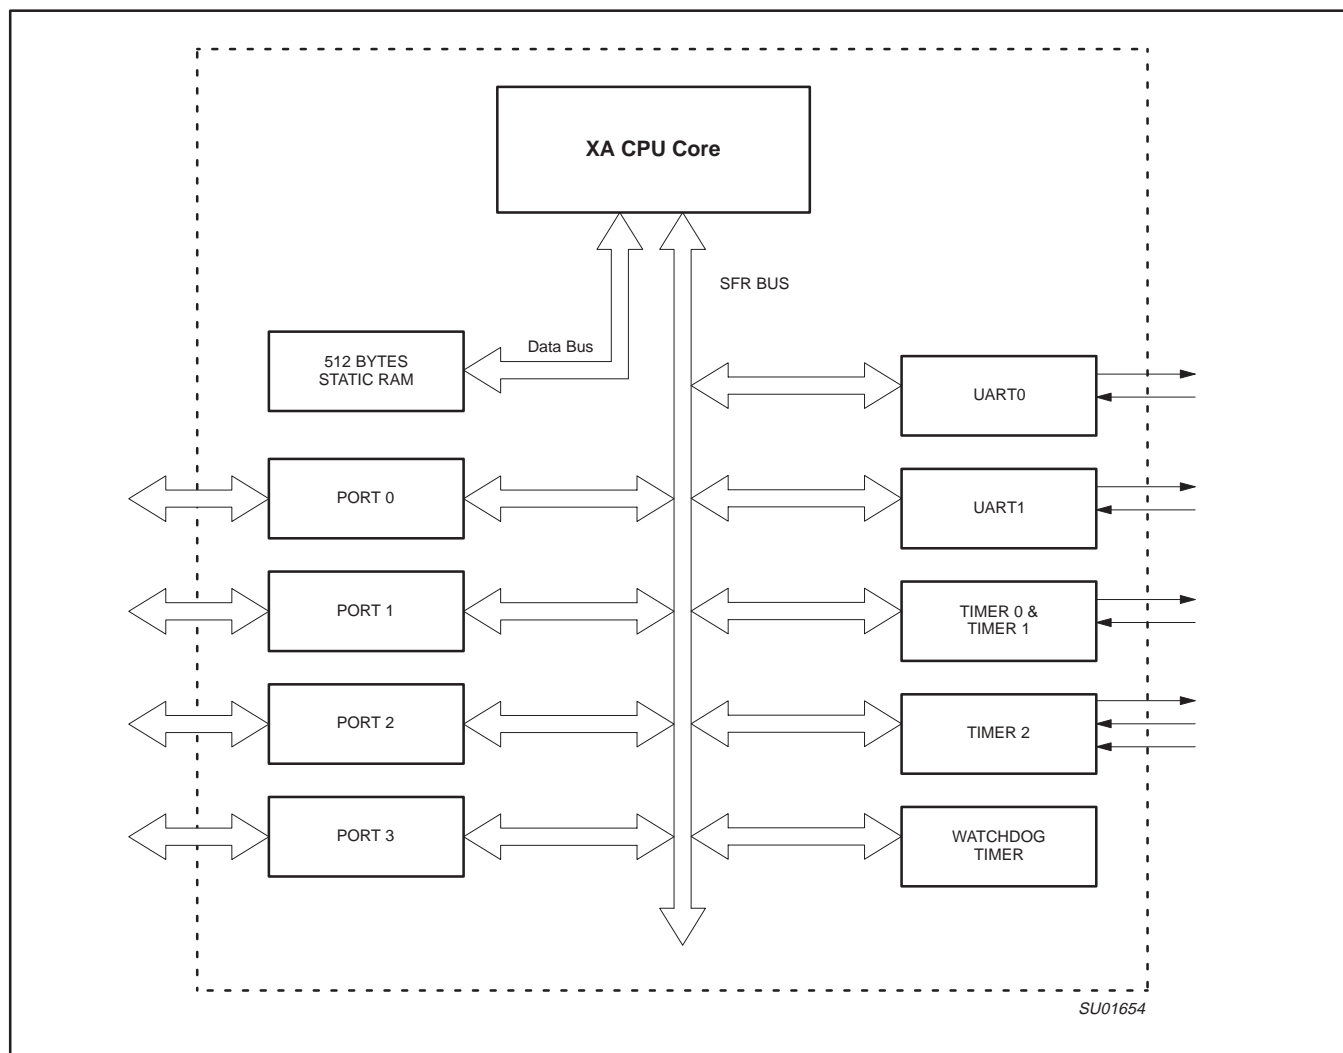 XA CPU Core
SFR BUS
Data Bus
512 BYTES
STATIC RAM
UART0
PORT 0
UART1
PORT 1
TIMER 0 &
TIMER 1
PORT 2
TIMER 2
PORT 3
WATCHDOG
TIMER
SU01654